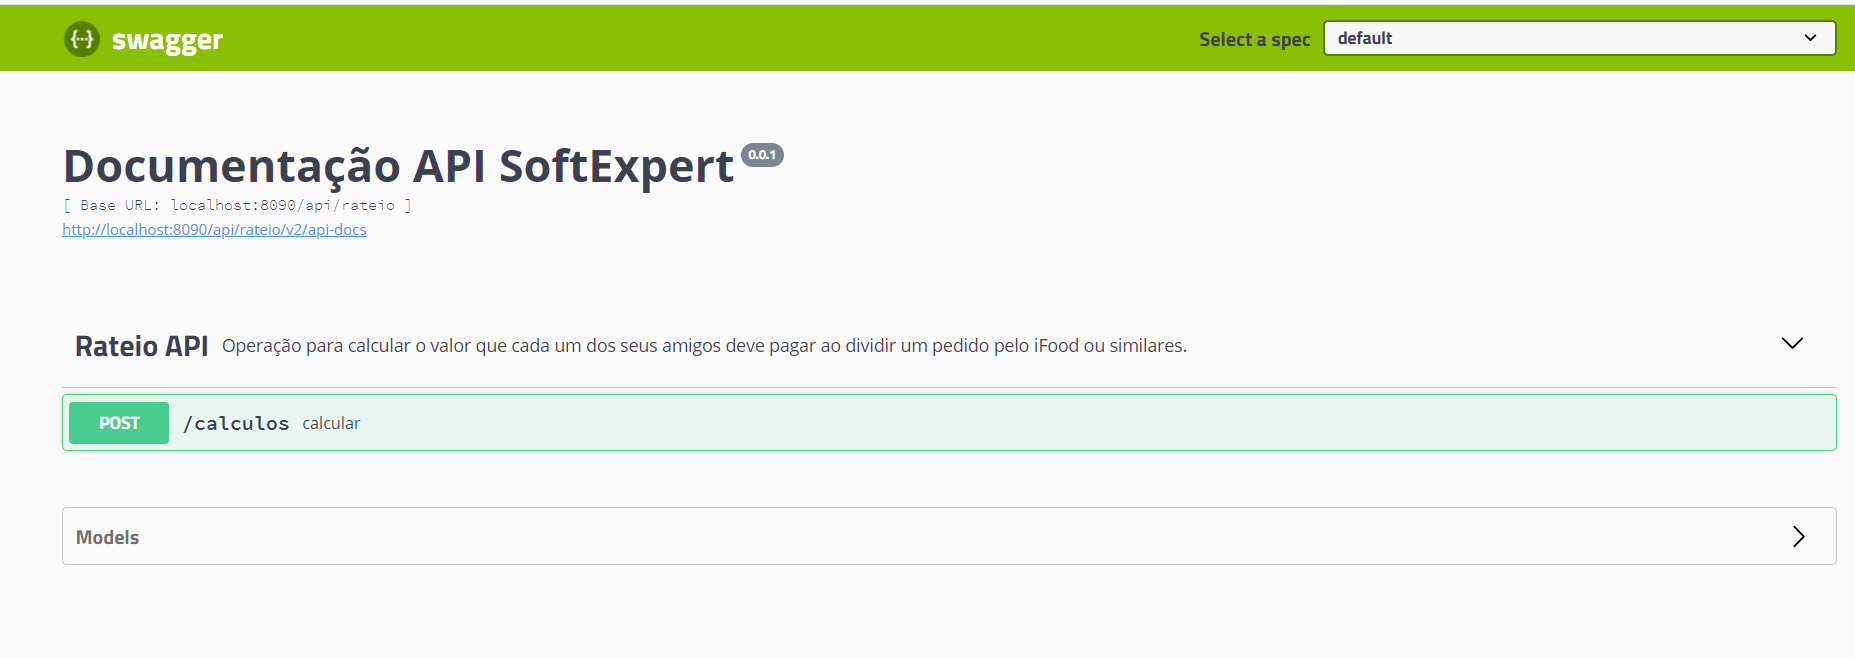 {···} swagger
Select a spec default
Documentação API SoftExpert 0.0.1
[ Base URL: localhost:8090/api/rateio ]
http://localhost:8090/api/rateio/v2/api-docs
Rateio API Operação para calcular o valor que cada um dos seus amigos deve pagar ao dividir um pedido pelo iFood ou similares.
POST /calculos calcular
Models